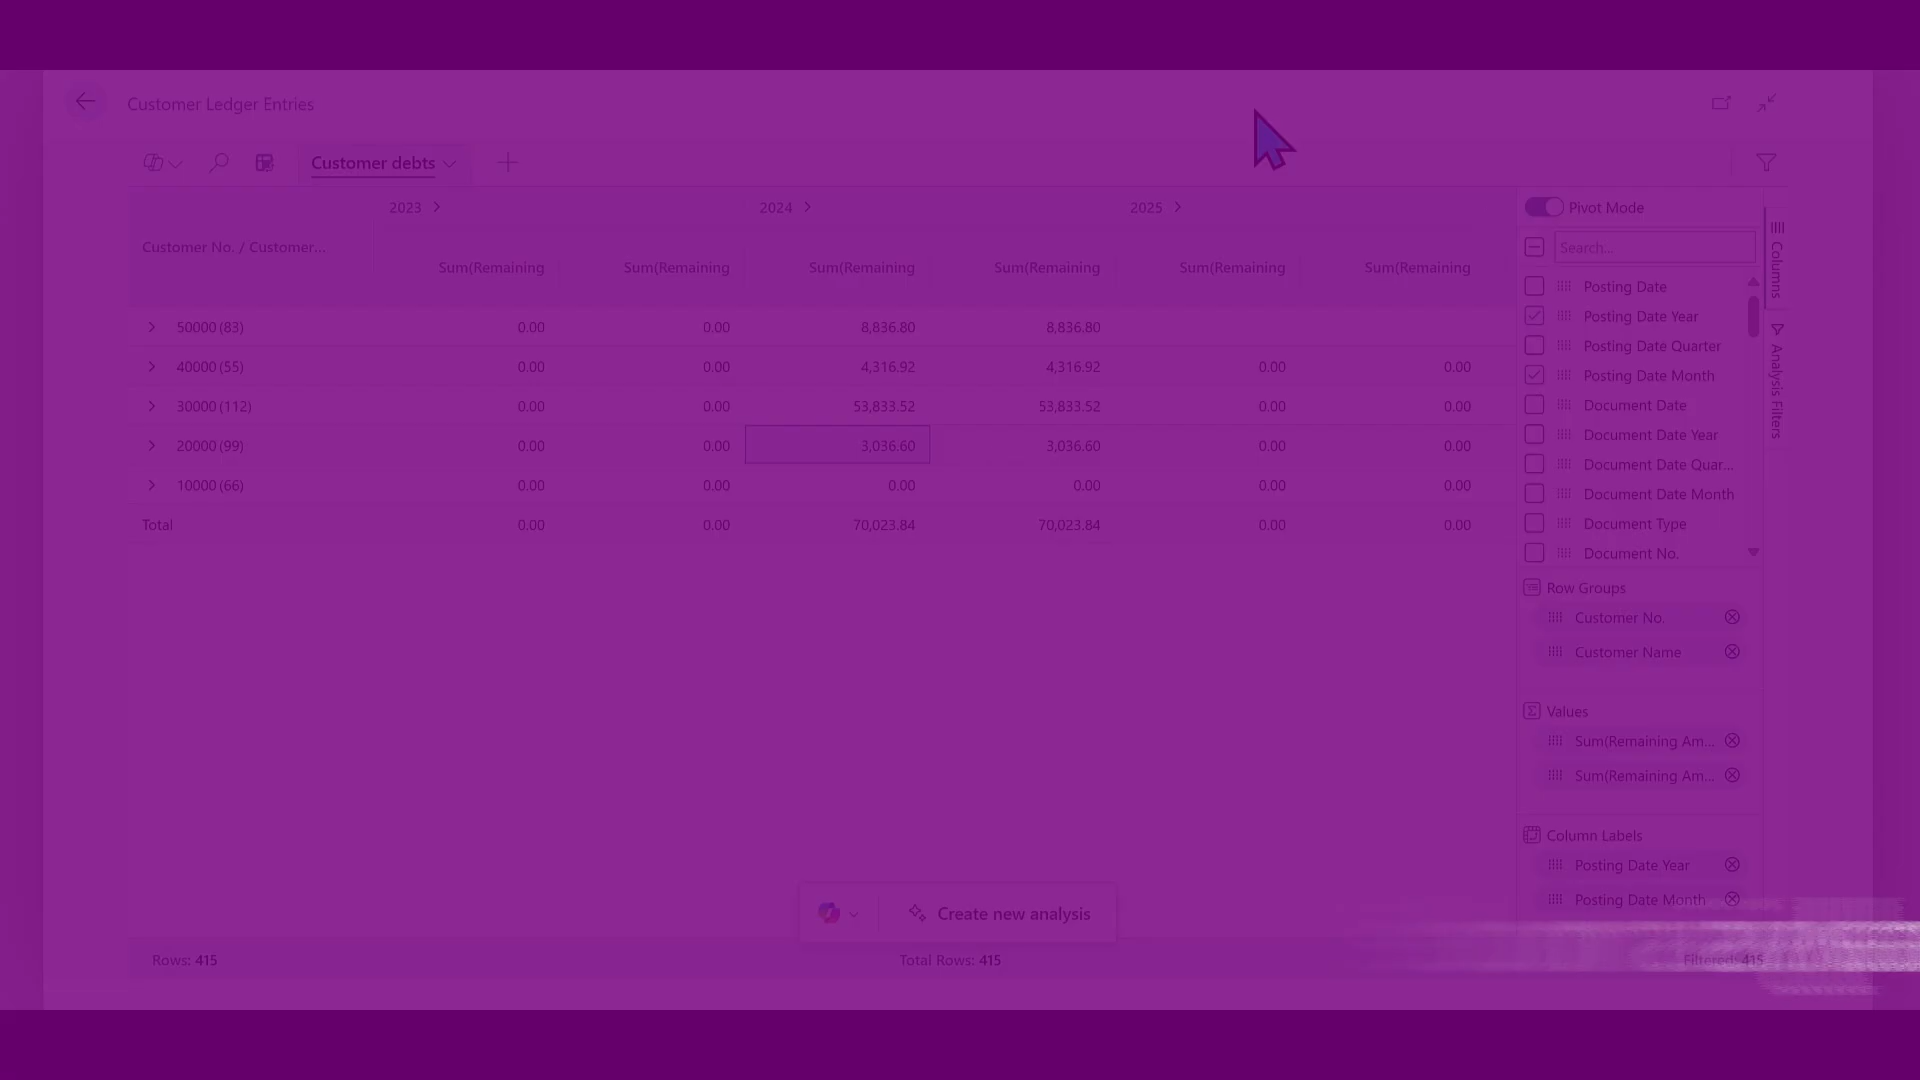 Customer Ledger Entries
Customer debts
2023 2024 2025
Customer No. / Customer...
Sum(Remaining Sum(Remaining Sum(Remaining Sum(Remaining Sum(Remaining Sum(Remaining
50000 (83) 0.00 0.00 8,836.80 8,836.80
40000 (55) 0.00 0.00 4,316.92 4,316.92 0.00 0.00
30000 (112) 0.00 0.00 53,833.52 53,833.52 0.00 0.00
20000 (99) 0.00 0.00 3,036.60 3,036.60 0.00 0.00
10000 (66) 0.00 0.00 0.00 0.00 0.00 0.00
Total 0.00 0.00 70,023.84 70,023.84 0.00 0.00
Pivot Mode
Search...
Posting Date
Posting Date Year
Posting Date Quarter
Posting Date Month
Document Date
Document Date Year
Document Date Quar...
Document Date Month
Document Type
Document No.
Row Groups
Customer No.
Customer Name
Values
Sum(Remaining Am...
Sum(Remaining Am...
Column Labels
Posting Date Year
Posting Date Month
Columns
Analysis Filters
Create new analysis
Rows: 415 Total Rows: 415 Filtered: 415